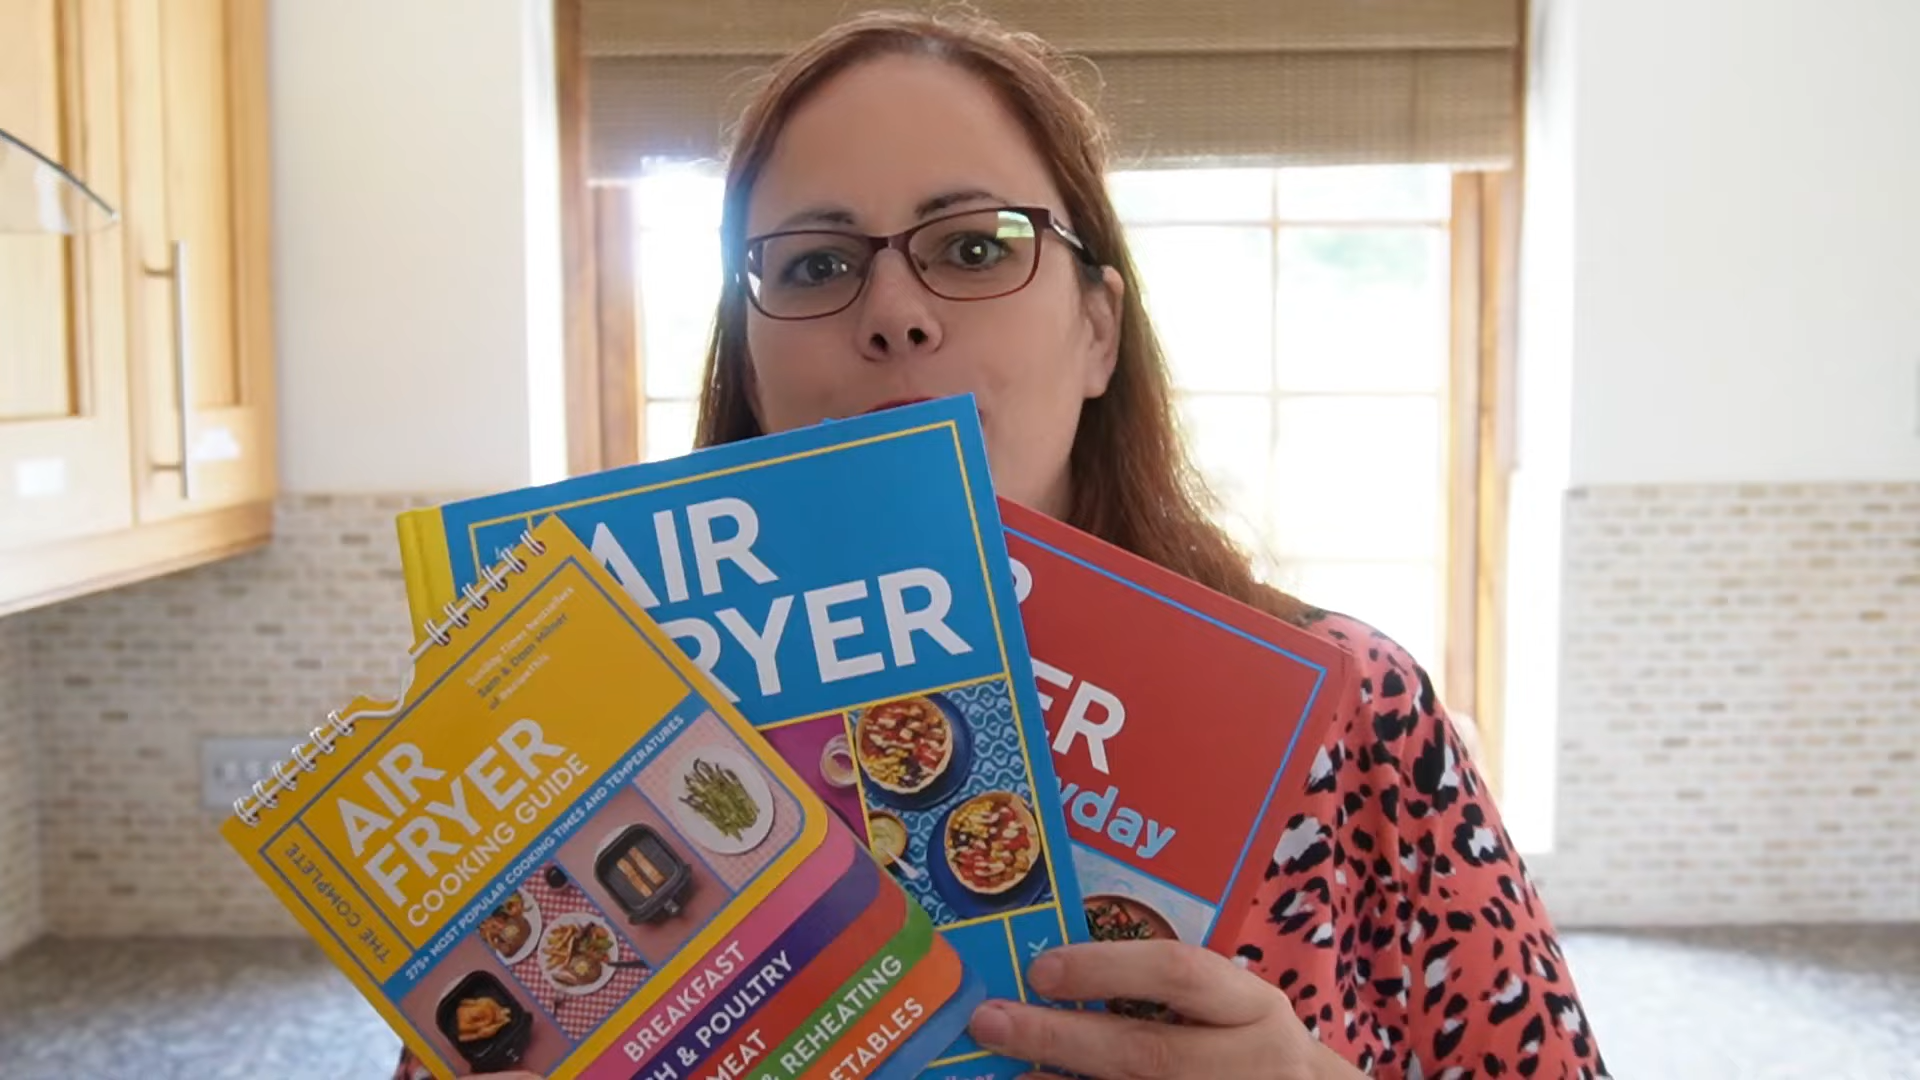 Sunday Times bestsellers
Sam & Dom Milner
of RecipeThis
THE COMPLETE
AIR
FRYER
COOKING GUIDE
275+ MOST POPULAR COOKING TIMES AND TEMPERATURES
BREAKFAST
H & POULTRY
MEAT
& REHEATING
ETABLES
AIR
RYER
ER
yday